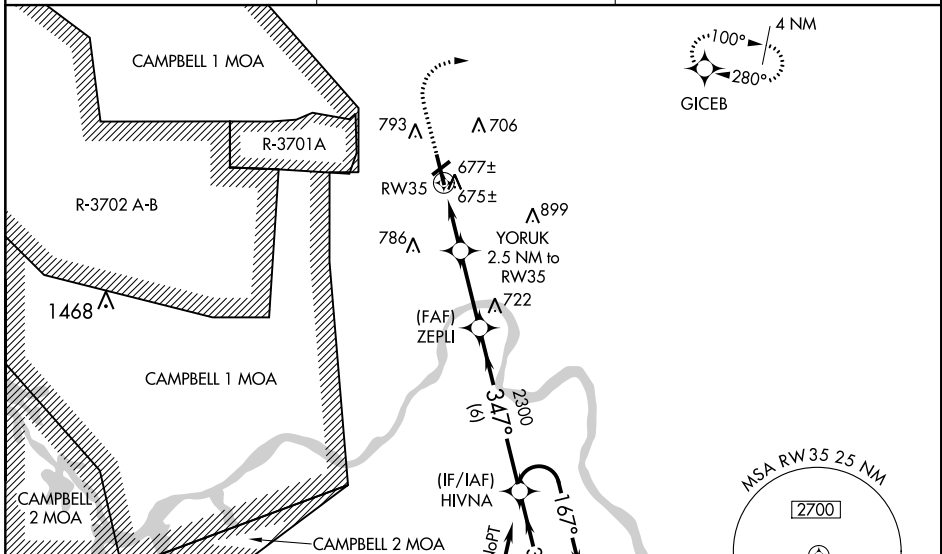 4 NM
100°
280°
GICEB
CAMPBELL 1 MOA
R-3701A
793
706
677±
RW35
675±
R-3702 A-B
899
786
YORUK
2.5 NM to
RW35
1468
722
(FAF)
ZEPLI
CAMPBELL 1 MOA
2300
347°
(6)
(IF/IAF)
HIVNA
167°
MSA RW35 25 NM
2700
CAMPBELL
2 MOA
CAMPBELL 2 MOA